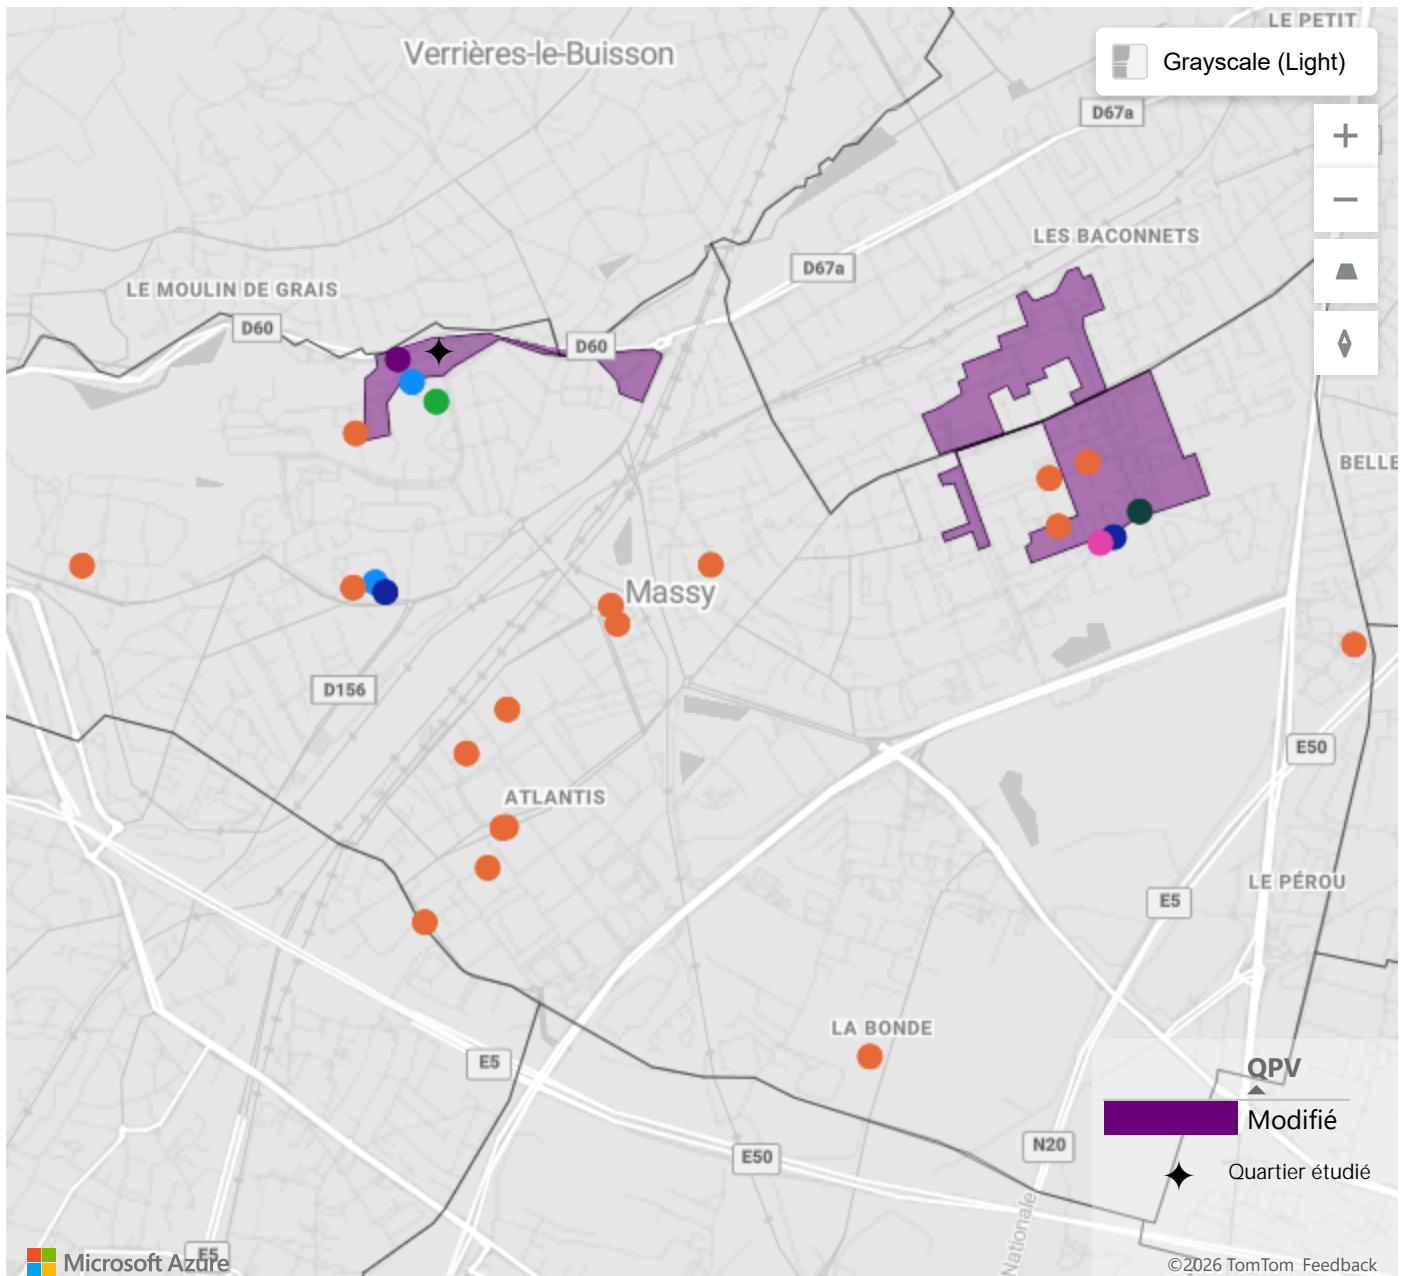 LE PETIT
Verrières-le-Buisson
Grayscale (Light)
D67a
LES BACONNETS
D67a
LE MOULIN DE GRAIS
D60
D60
BELLE
Massy
D156
E50
ATLANTIS
LE PÉROU
E5
LA BONDE
E5
QPV
Modifié
N20
E50
Quartier étudié
Nationale
E5
Microsoft Azure
©2026 TomTom Feedback